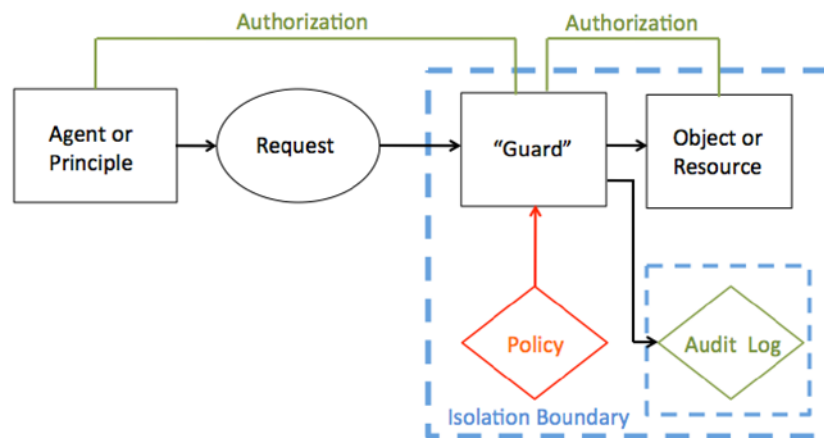 Authorization
Authorization
Agent or
Principle
Request
“Guard”
Object or
Resource
Policy
Audit Log
Isolation Boundary